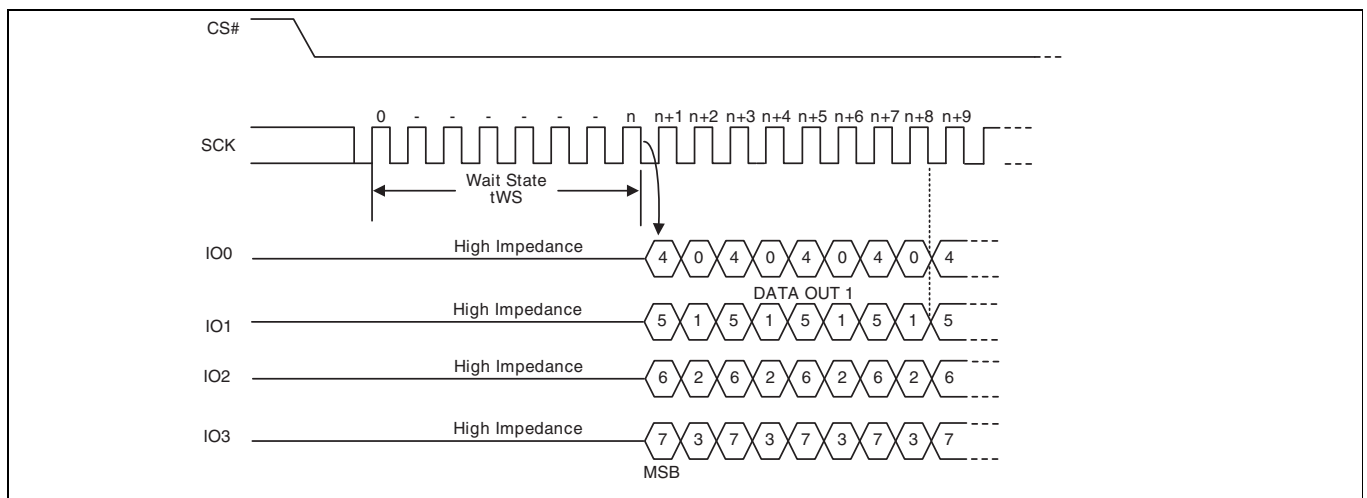 CS#
0 - - - - - - n n+1 n+2 n+3 n+4 n+5 n+6 n+7 n+8 n+9
SCK
Wait State
tWS
IO0 High Impedance 4 0 4 0 4 0 4 0 4
DATA OUT 1
IO1 High Impedance 5 1 5 1 5 1 5 1 5
IO2 High Impedance 6 2 6 2 6 2 6 2 6
IO3 High Impedance 7 3 7 3 7 3 7 3 7
MSB